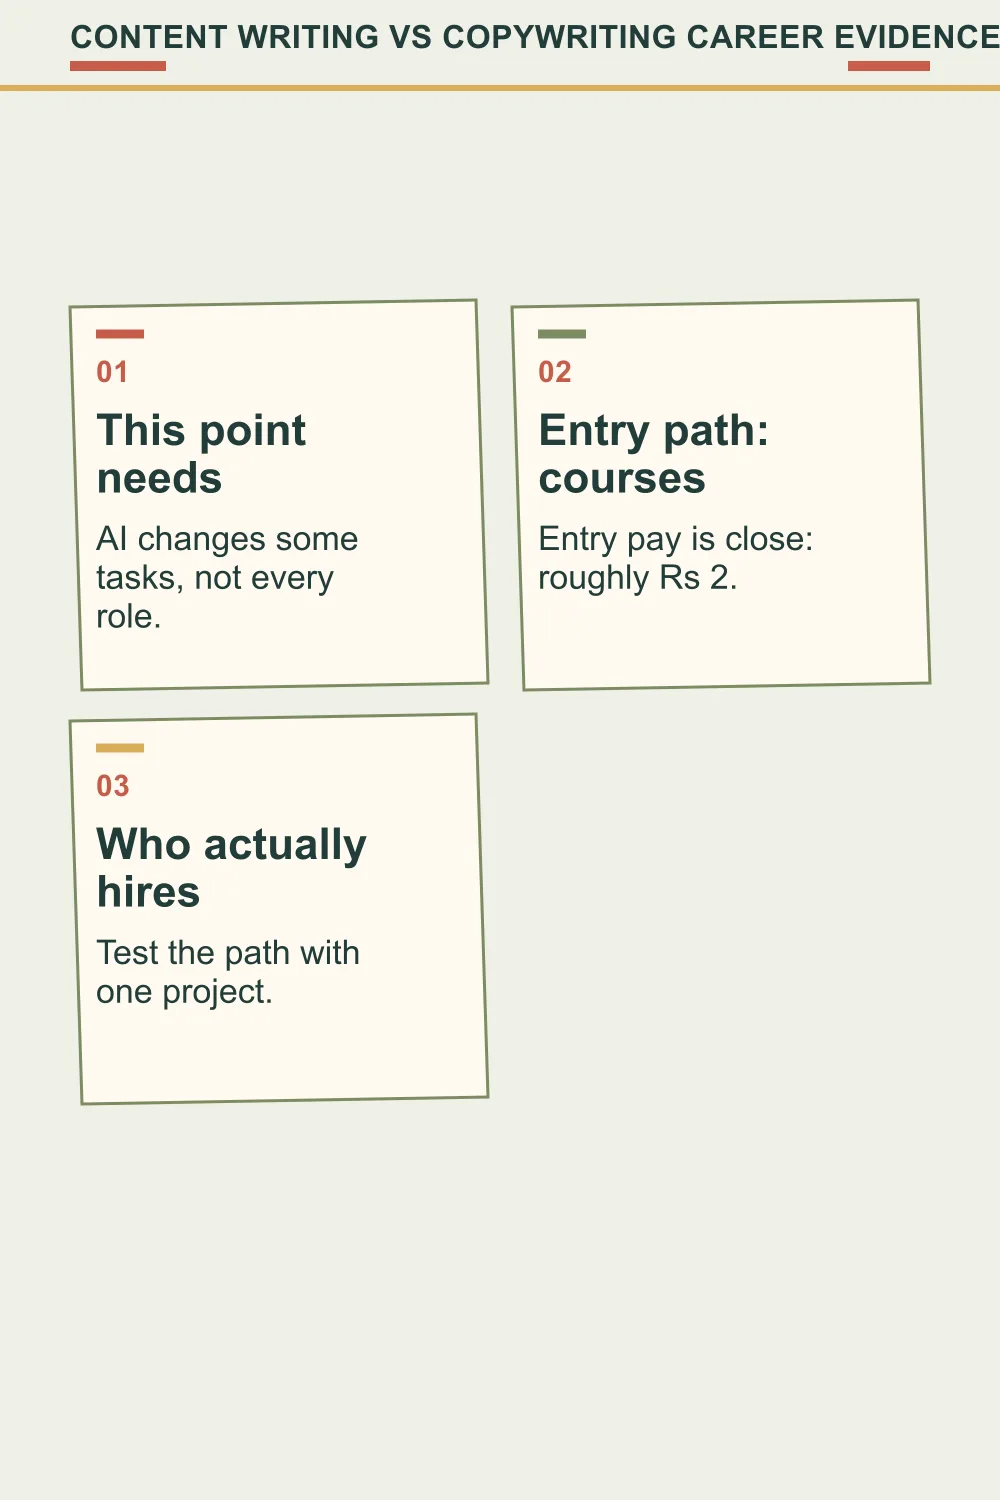 CONTENT WRITING VS COPYWRITING CAREER EVIDENCE
01
This point
needs
AI changes some
tasks, not every
role.
02
Entry path:
courses
Entry pay is close:
roughly Rs 2.
03
Who actually
hires
Test the path with
one project.